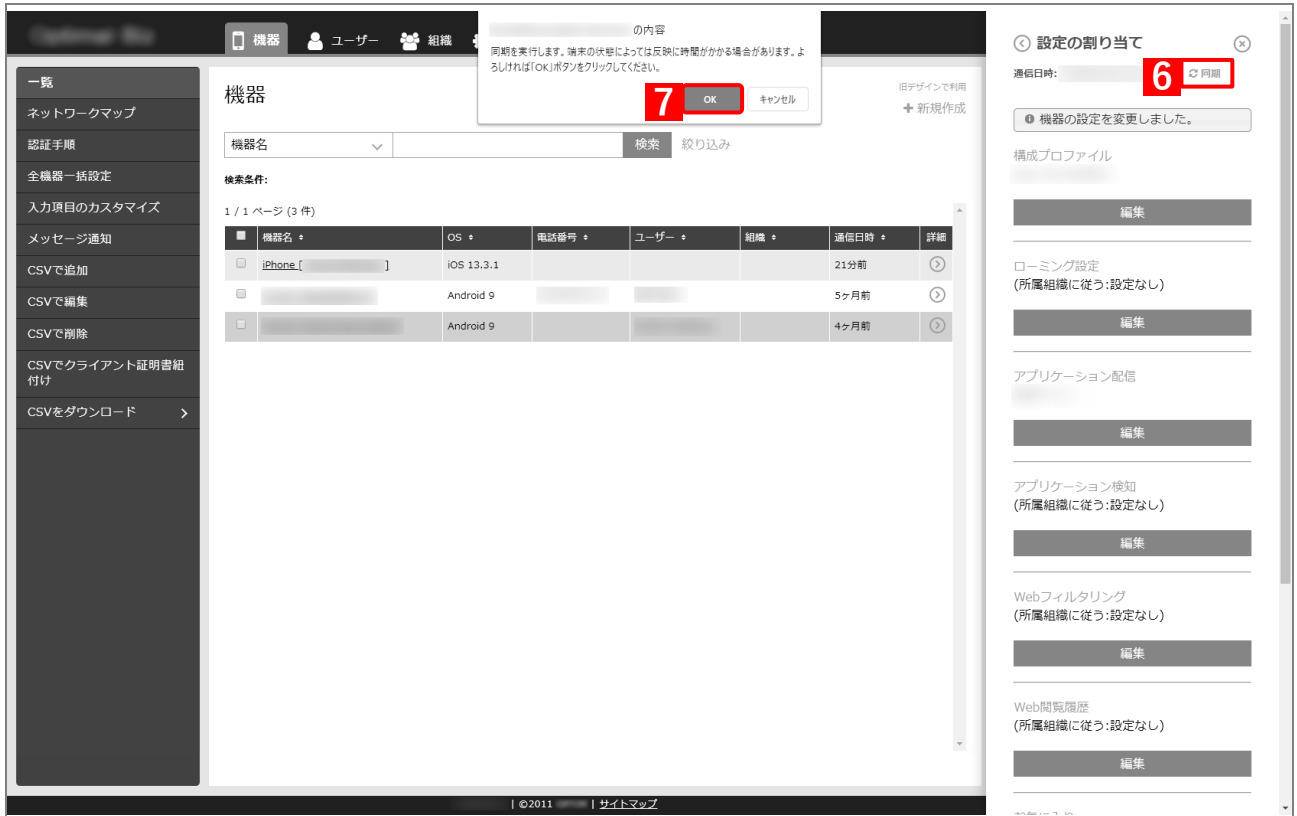 機器
ユーザー
組織
の内容
同期を実行します。端末の状態によっては反映に時間がかかる場合があります。よ
ろしければ「OK」ボタンをクリックしてください。
7
OK
キャンセル
一覧
ネットワークマップ
認証手順
全機器一括設定
入力項目のカスタマイズ
メッセージ通知
CSVで追加
CSVで編集
CSVで削除
CSVでクライアント証明書紐
付け
CSVをダウンロード
機器
旧デザインで利用
新規作成
機器名
検索
絞り込み
検索条件:
1 / 1 ページ (3 件)
機器名 OS 電話番号 ユーザー 組織 通信日時 詳細
iPhone [ ] iOS 13.3.1 21分前
Android 9 5ヶ月前
Android 9 4ヶ月前
設定の割り当て
通信日時:
6
同期
機器の設定を変更しました。
構成プロファイル
編集
ローミング設定
(所属組織に従う:設定なし)
編集
アプリケーション配信
編集
アプリケーション検知
(所属組織に従う:設定なし)
編集
Webフィルタリング
(所属組織に従う:設定なし)
編集
Web閲覧履歴
(所属組織に従う:設定なし)
編集
| ©2011 | サイトマップ